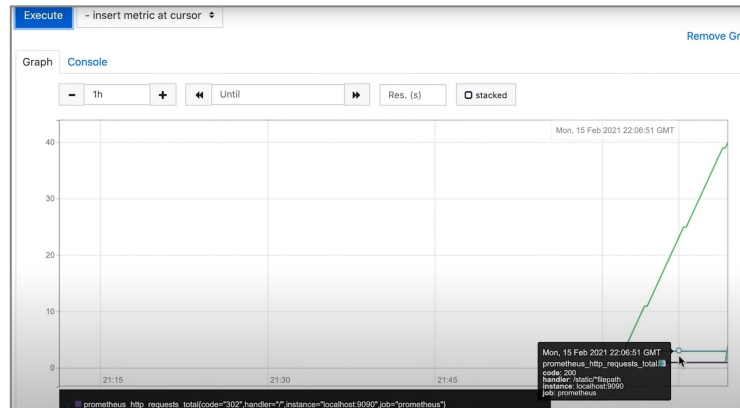 Execute
- insert metric at cursor
Remove Gr
Graph
Console
1h
Until
Res. (s)
stacked
Mon, 15 Feb 2021 22:06:51 GMT
40
30
20
10
0
21:15
21:30
21:45
Mon, 15 Feb 2021 22:06:51 GMT
prometheus_http_requests_total: 3
code: 200
handler: /static/*filepath
instance: localhost:9090
job: prometheus
prometheus_http_requests_total{code="302",handler="/",instance="localhost:9090",job="prometheus"}